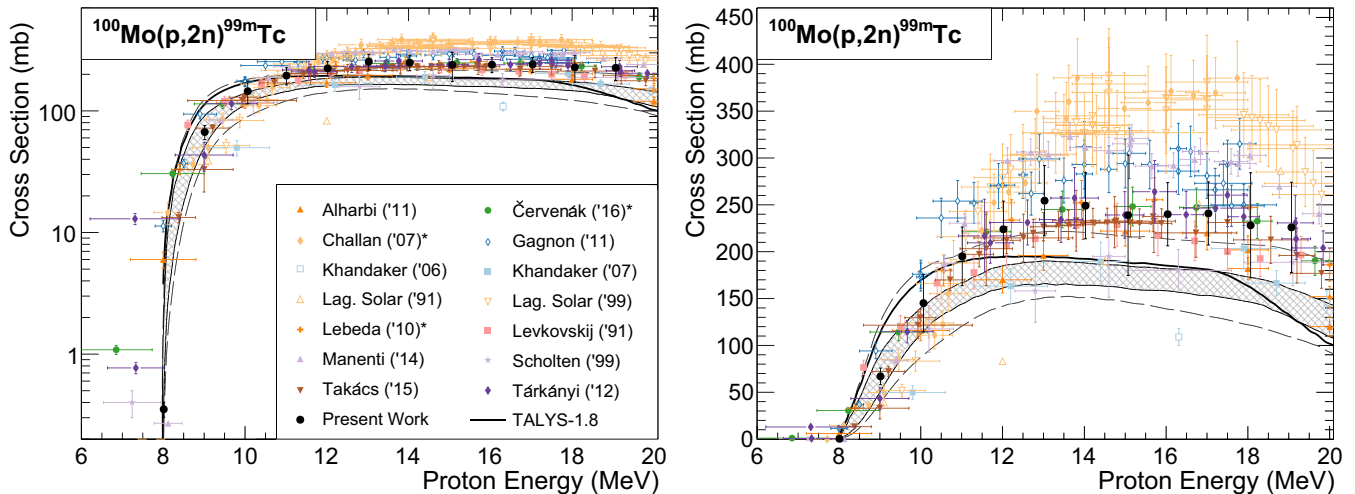 ¹⁰⁰Mo(p,2n)⁹⁹ᵐTc
Cross Section (mb)
100
10
1
Alharbi ('11)
Červenák ('16)*
Challan ('07)*
Gagnon ('11)
Khandaker ('06)
Khandaker ('07)
Lag. Solar ('91)
Lag. Solar ('99)
Lebeda ('10)*
Levkovskij ('91)
Manenti ('14)
Scholten ('99)
Takács ('15)
Tárkányi ('12)
Present Work
TALYS-1.8
6 8 10 12 14 16 18 20
Proton Energy (MeV)
¹⁰⁰Mo(p,2n)⁹⁹ᵐTc
Cross Section (mb)
450
400
350
300
250
200
150
100
50
0
6 8 10 12 14 16 18 20
Proton Energy (MeV)